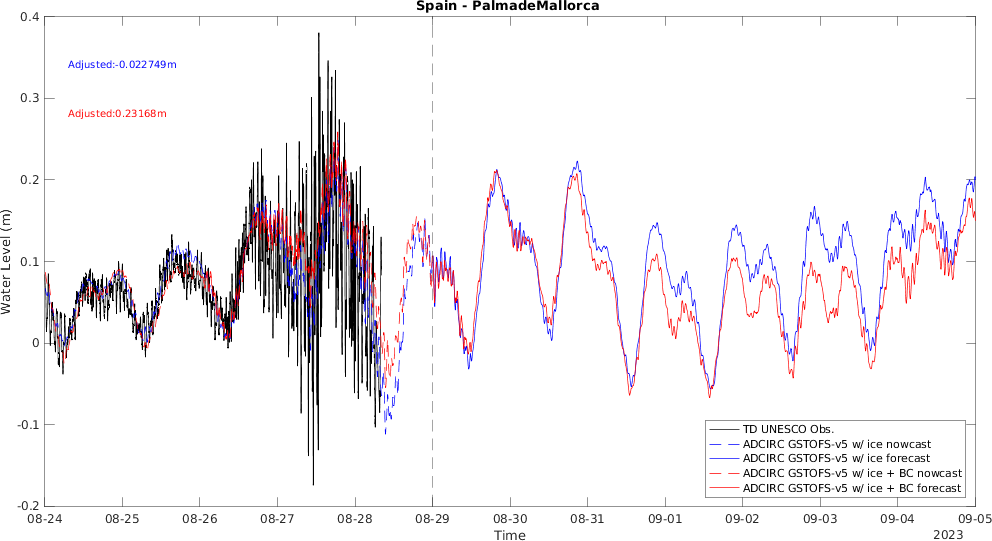 Spain - PalmadeMallorca
0.4
Adjusted:-0.022749m
0.3
Adjusted:0.23168m
0.2
0.1
0
-0.1
-0.2
Water Level (m)
TD UNESCO Obs.
ADCIRC GSTOFS-v5 w/ ice nowcast
ADCIRC GSTOFS-v5 w/ ice forecast
ADCIRC GSTOFS-v5 w/ ice + BC nowcast
ADCIRC GSTOFS-v5 w/ ice + BC forecast
08-24 08-25 08-26 08-27 08-28 08-29 08-30 08-31 09-01 09-02 09-03 09-04 09-05
Time
2023